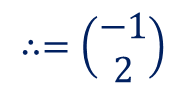 ∴= (−1
2)